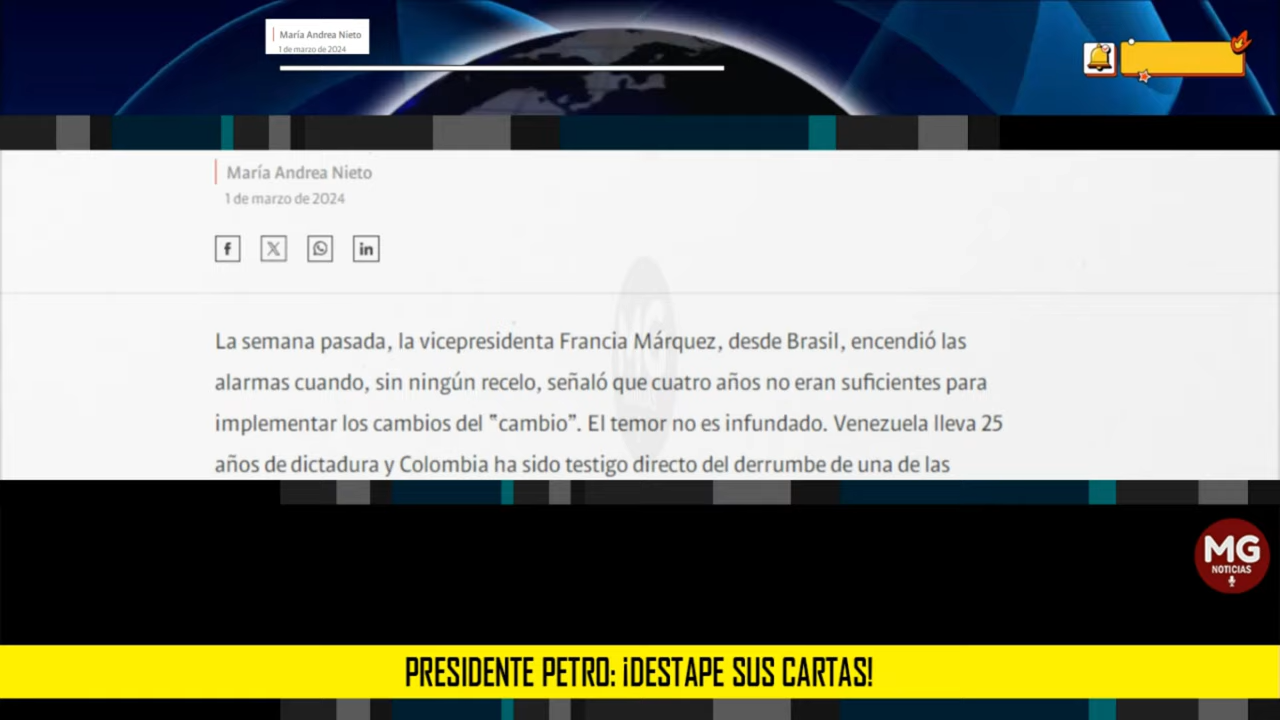 María Andrea Nieto
1 de marzo de 2024
María Andrea Nieto
1 de marzo de 2024
La semana pasada, la vicepresidenta Francia Márquez, desde Brasil, encendió las
alarmas cuando, sin ningún recelo, señaló que cuatro años no eran suficientes para
implementar los cambios del "cambio”. El temor no es infundado. Venezuela lleva 25
años de dictadura y Colombia ha sido testigo directo del derrumbe de una de las
MG
NOTICIAS
PRESIDENTE PETRO: ¡DESTAPE SUS CARTAS!